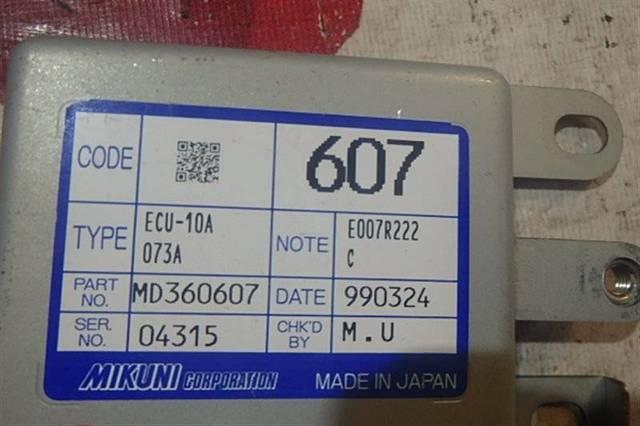 CODE 607
TYPE ECU-10A 073A NOTE E007R222 C
PART NO. MD360607 DATE 990324
SER. NO. 04315 CHK'D BY M.U
MIKUNI CORPORATION MADE IN JAPAN